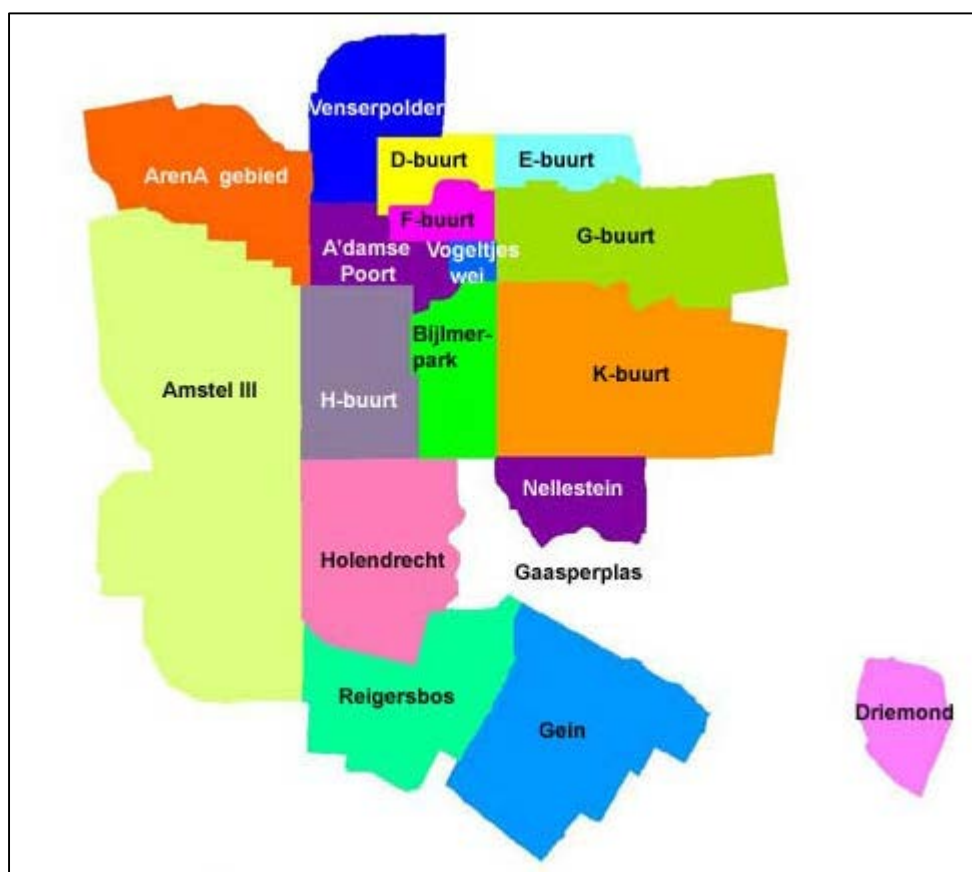 Venserpolder
D-buurt
E-buurt
ArenA gebied
F-buurt
G-buurt
A'damse
Poort
Vogeltjes
wei
Bijlmer-
park
K-buurt
Amstel III
H-buurt
Nellestein
Holendrecht
Gaasperplas
Reigersbos
Gein
Driemond